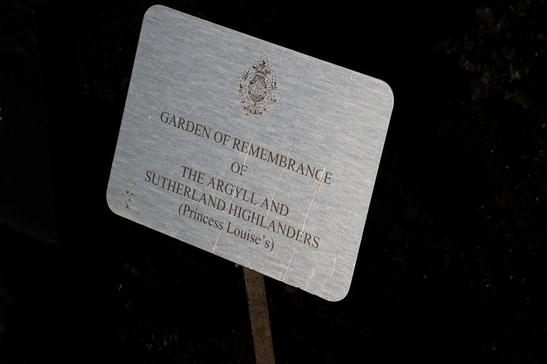 GARDEN OF REMEMBRANCE
OF
THE ARGYLL AND
SUTHERLAND HIGHLANDERS
(Princess Louise's)